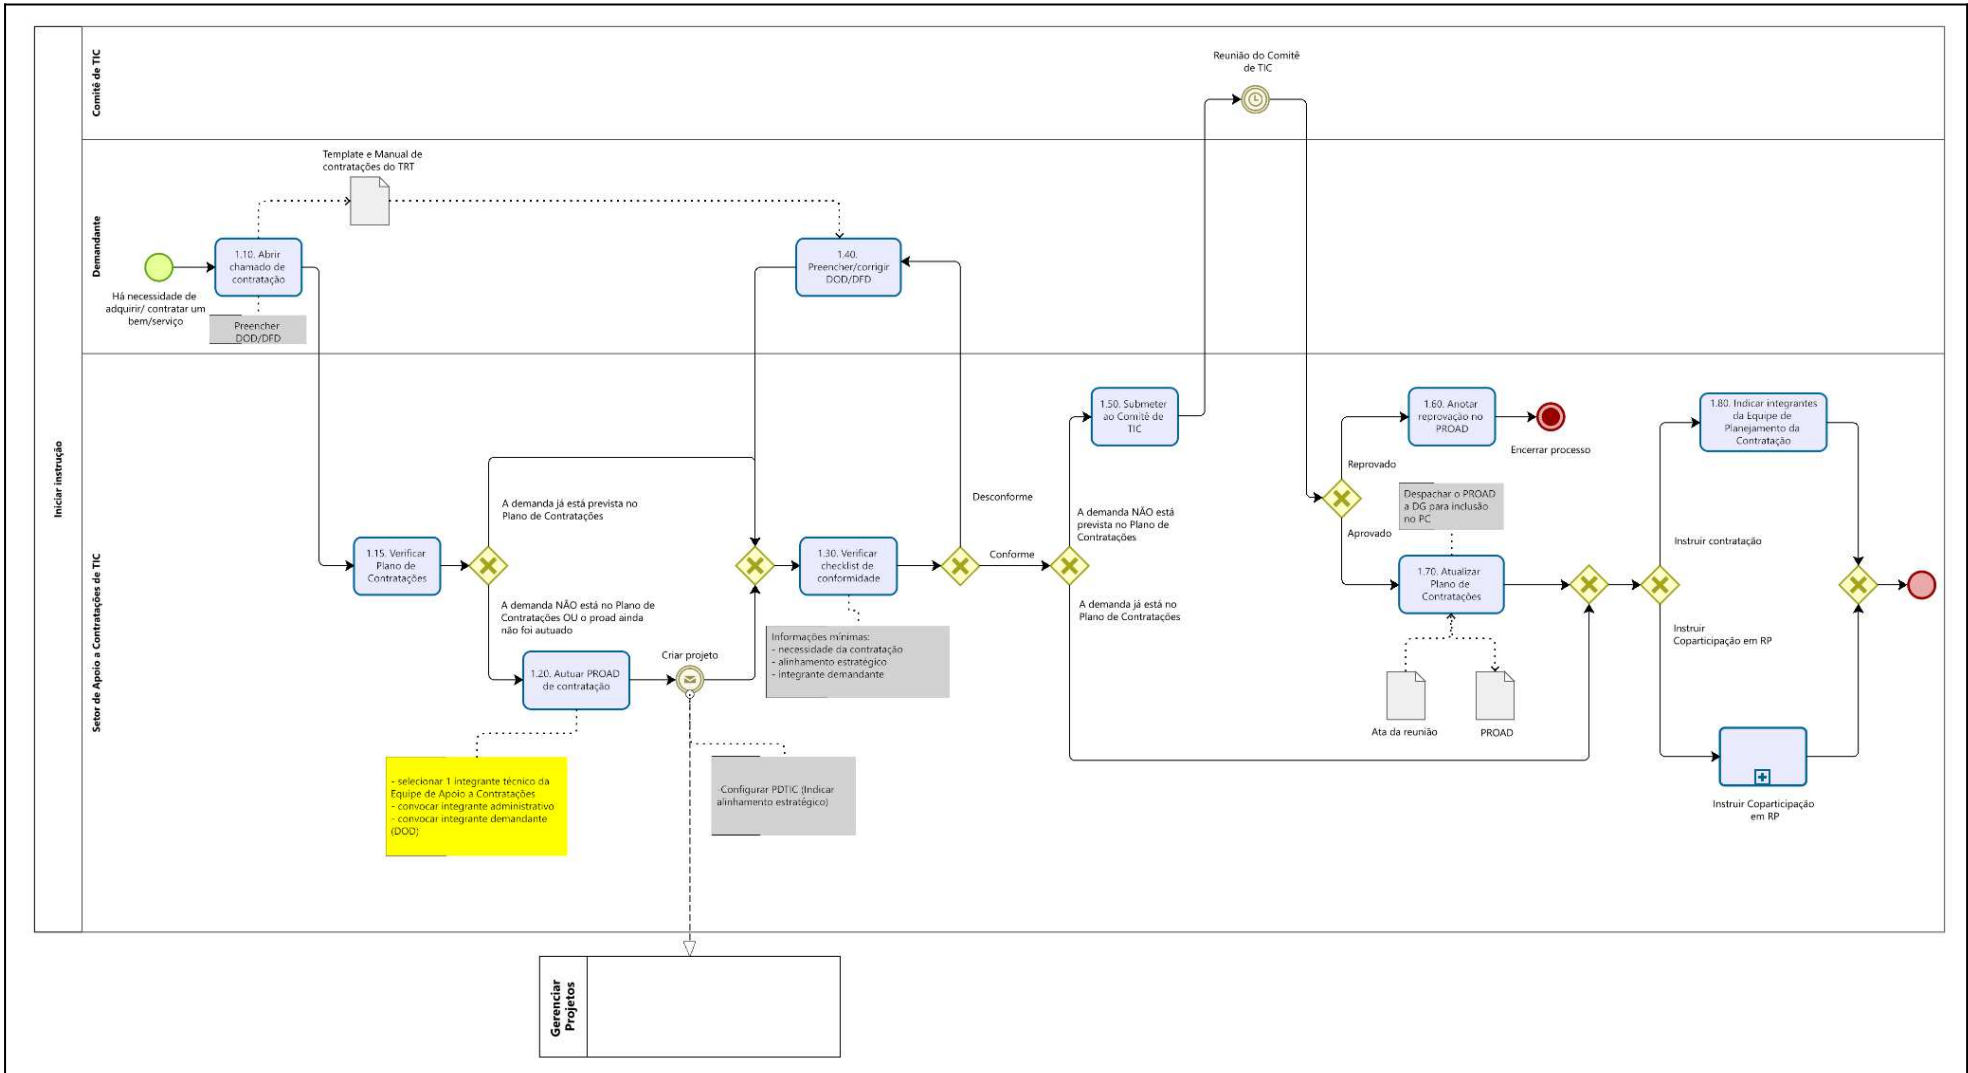 Iniciar instrução
Comitê de TIC
Reunião do Comitê
de TIC
Demandante
Template e Manual de
contratações do TRT
Há necessidade de
adquirir/ contratar um
bem/serviço
1.10. Abrir
chamado de
contratação
Preencher
DOD/DFD
1.40.
Preencher/corrigir
DOD/DFD
Setor de Apoio a Contratações de TIC
1.15. Verificar
Plano de
Contratações
A demanda já está prevista no
Plano de Contratações
A demanda NÃO está no Plano de
Contratações OU o proad ainda
não foi autuado
1.20. Autuar PROAD
de contratação
- selecionar 1 integrante técnico da
Equipe de Apoio a Contratações
- convocar integrante administrativo
- convocar integrante demandante
(DOD)
Criar projeto
-Configurar PDTIC (Indicar
alinhamento estratégico)
1.30. Verificar
checklist de
conformidade
Informações mínimas:
- necessidade da contratação
- alinhamento estratégico
- integrante demandante
Desconforme
Conforme
A demanda NÃO está
prevista no Plano de
Contratações
A demanda já está no
Plano de Contratações
1.50. Submeter
ao Comitê de
TIC
Reprovado
Aprovado
1.60. Anotar
reprovação no
PROAD
Encerrar processo
Despachar o PROAD
a DG para inclusão
no PC
1.70. Atualizar
Plano de
Contratações
Ata da reunião
PROAD
Instruir contratação
Instruir
Coparticipação em RP
1.80. Indicar integrantes
da Equipe de
Planejamento da
Contratação
Instruir Coparticipação
em RP
Gerenciar
Projetos